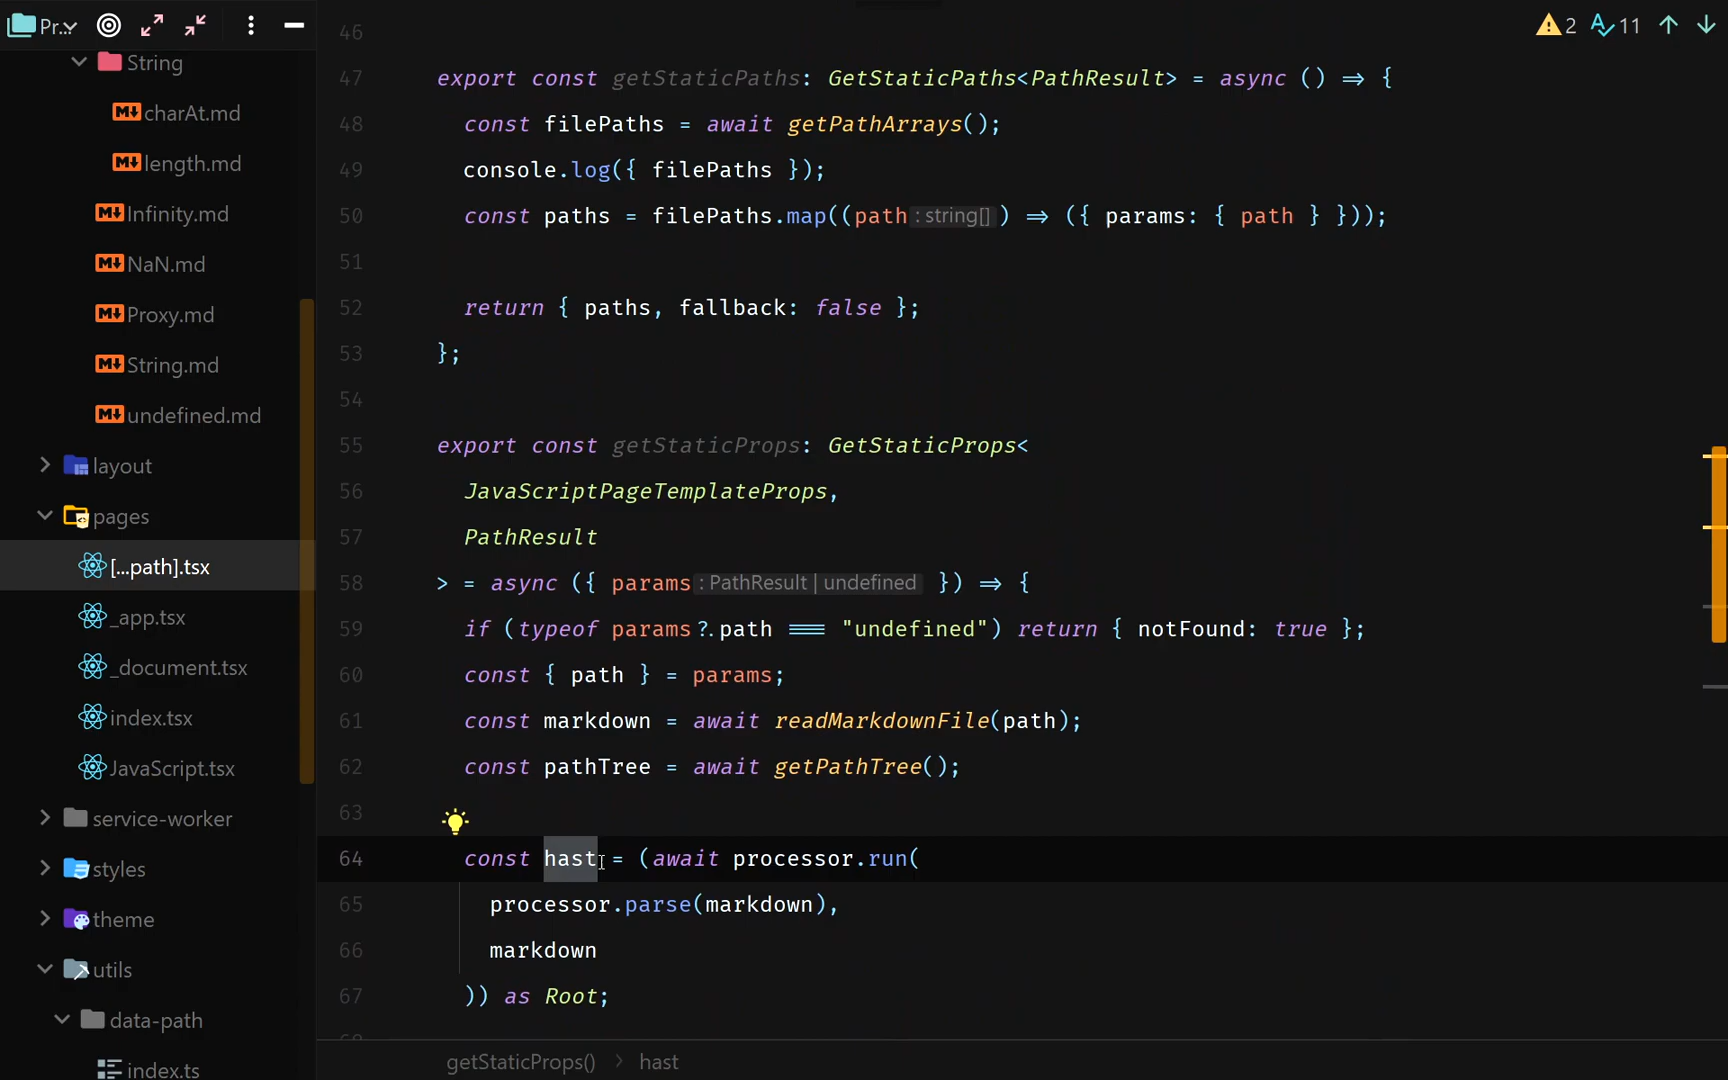 Pr...
String
charAt.md
length.md
Infinity.md
NaN.md
Proxy.md
String.md
undefined.md
layout
pages
[...path].tsx
_app.tsx
_document.tsx
index.tsx
JavaScript.tsx
service-worker
styles
theme
utils
data-path
index.ts
2 11
46
47 export const getStaticPaths: GetStaticPaths<PathResult> = async () => {
48 const filePaths = await getPathArrays();
49 console.log({ filePaths });
50 const paths = filePaths.map((path : string[] ) => ({ params: { path } }));
51
52 return { paths, fallback: false };
53 };
54
55 export const getStaticProps: GetStaticProps<
56 JavaScriptPageTemplateProps,
57 PathResult
58 > = async ({ params : PathResult | undefined }) => {
59 if (typeof params?.path === "undefined") return { notFound: true };
60 const { path } = params;
61 const markdown = await readMarkdownFile(path);
62 const pathTree = await getPathTree();
63
64 const hast = (await processor.run(
65 processor.parse(markdown),
66 markdown
67 )) as Root;
getStaticProps() > hast